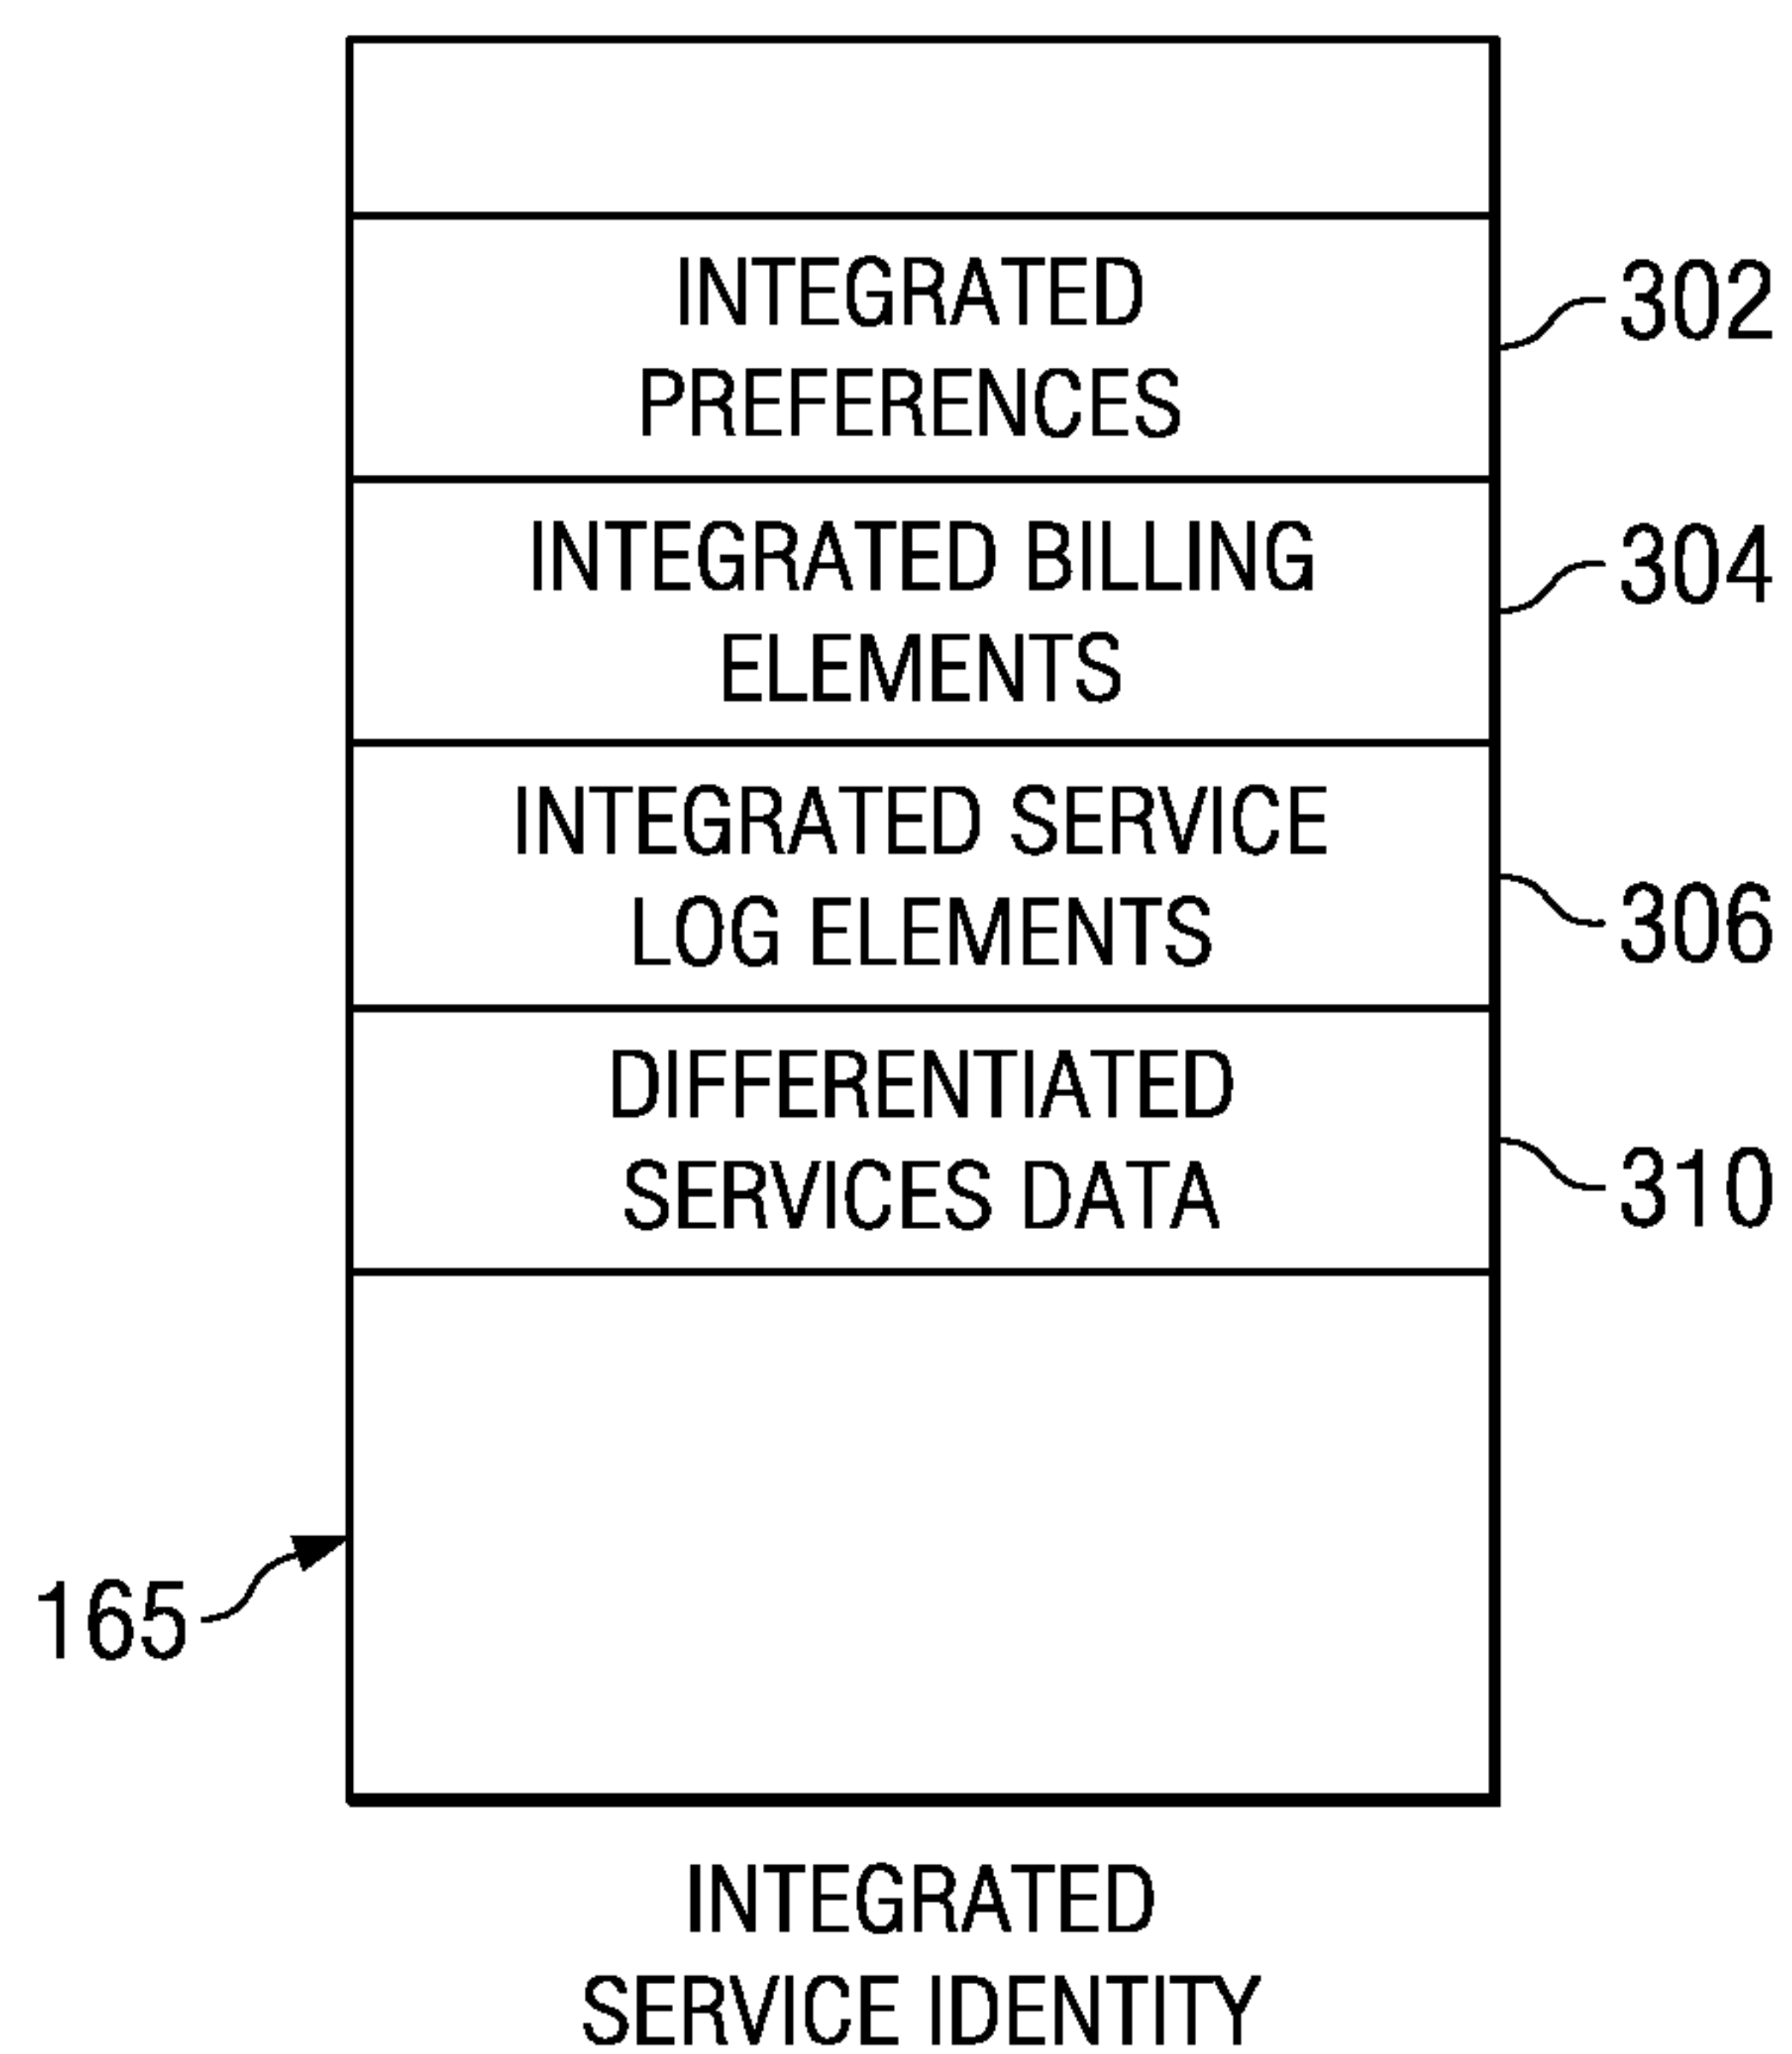 INTEGRATED
PREFERENCES
302
INTEGRATED BILLING
ELEMENTS
304
INTEGRATED SERVICE
LOG ELEMENTS
306
DIFFERENTIATED
SERVICES DATA
310
165
INTEGRATED
SERVICE IDENTITY